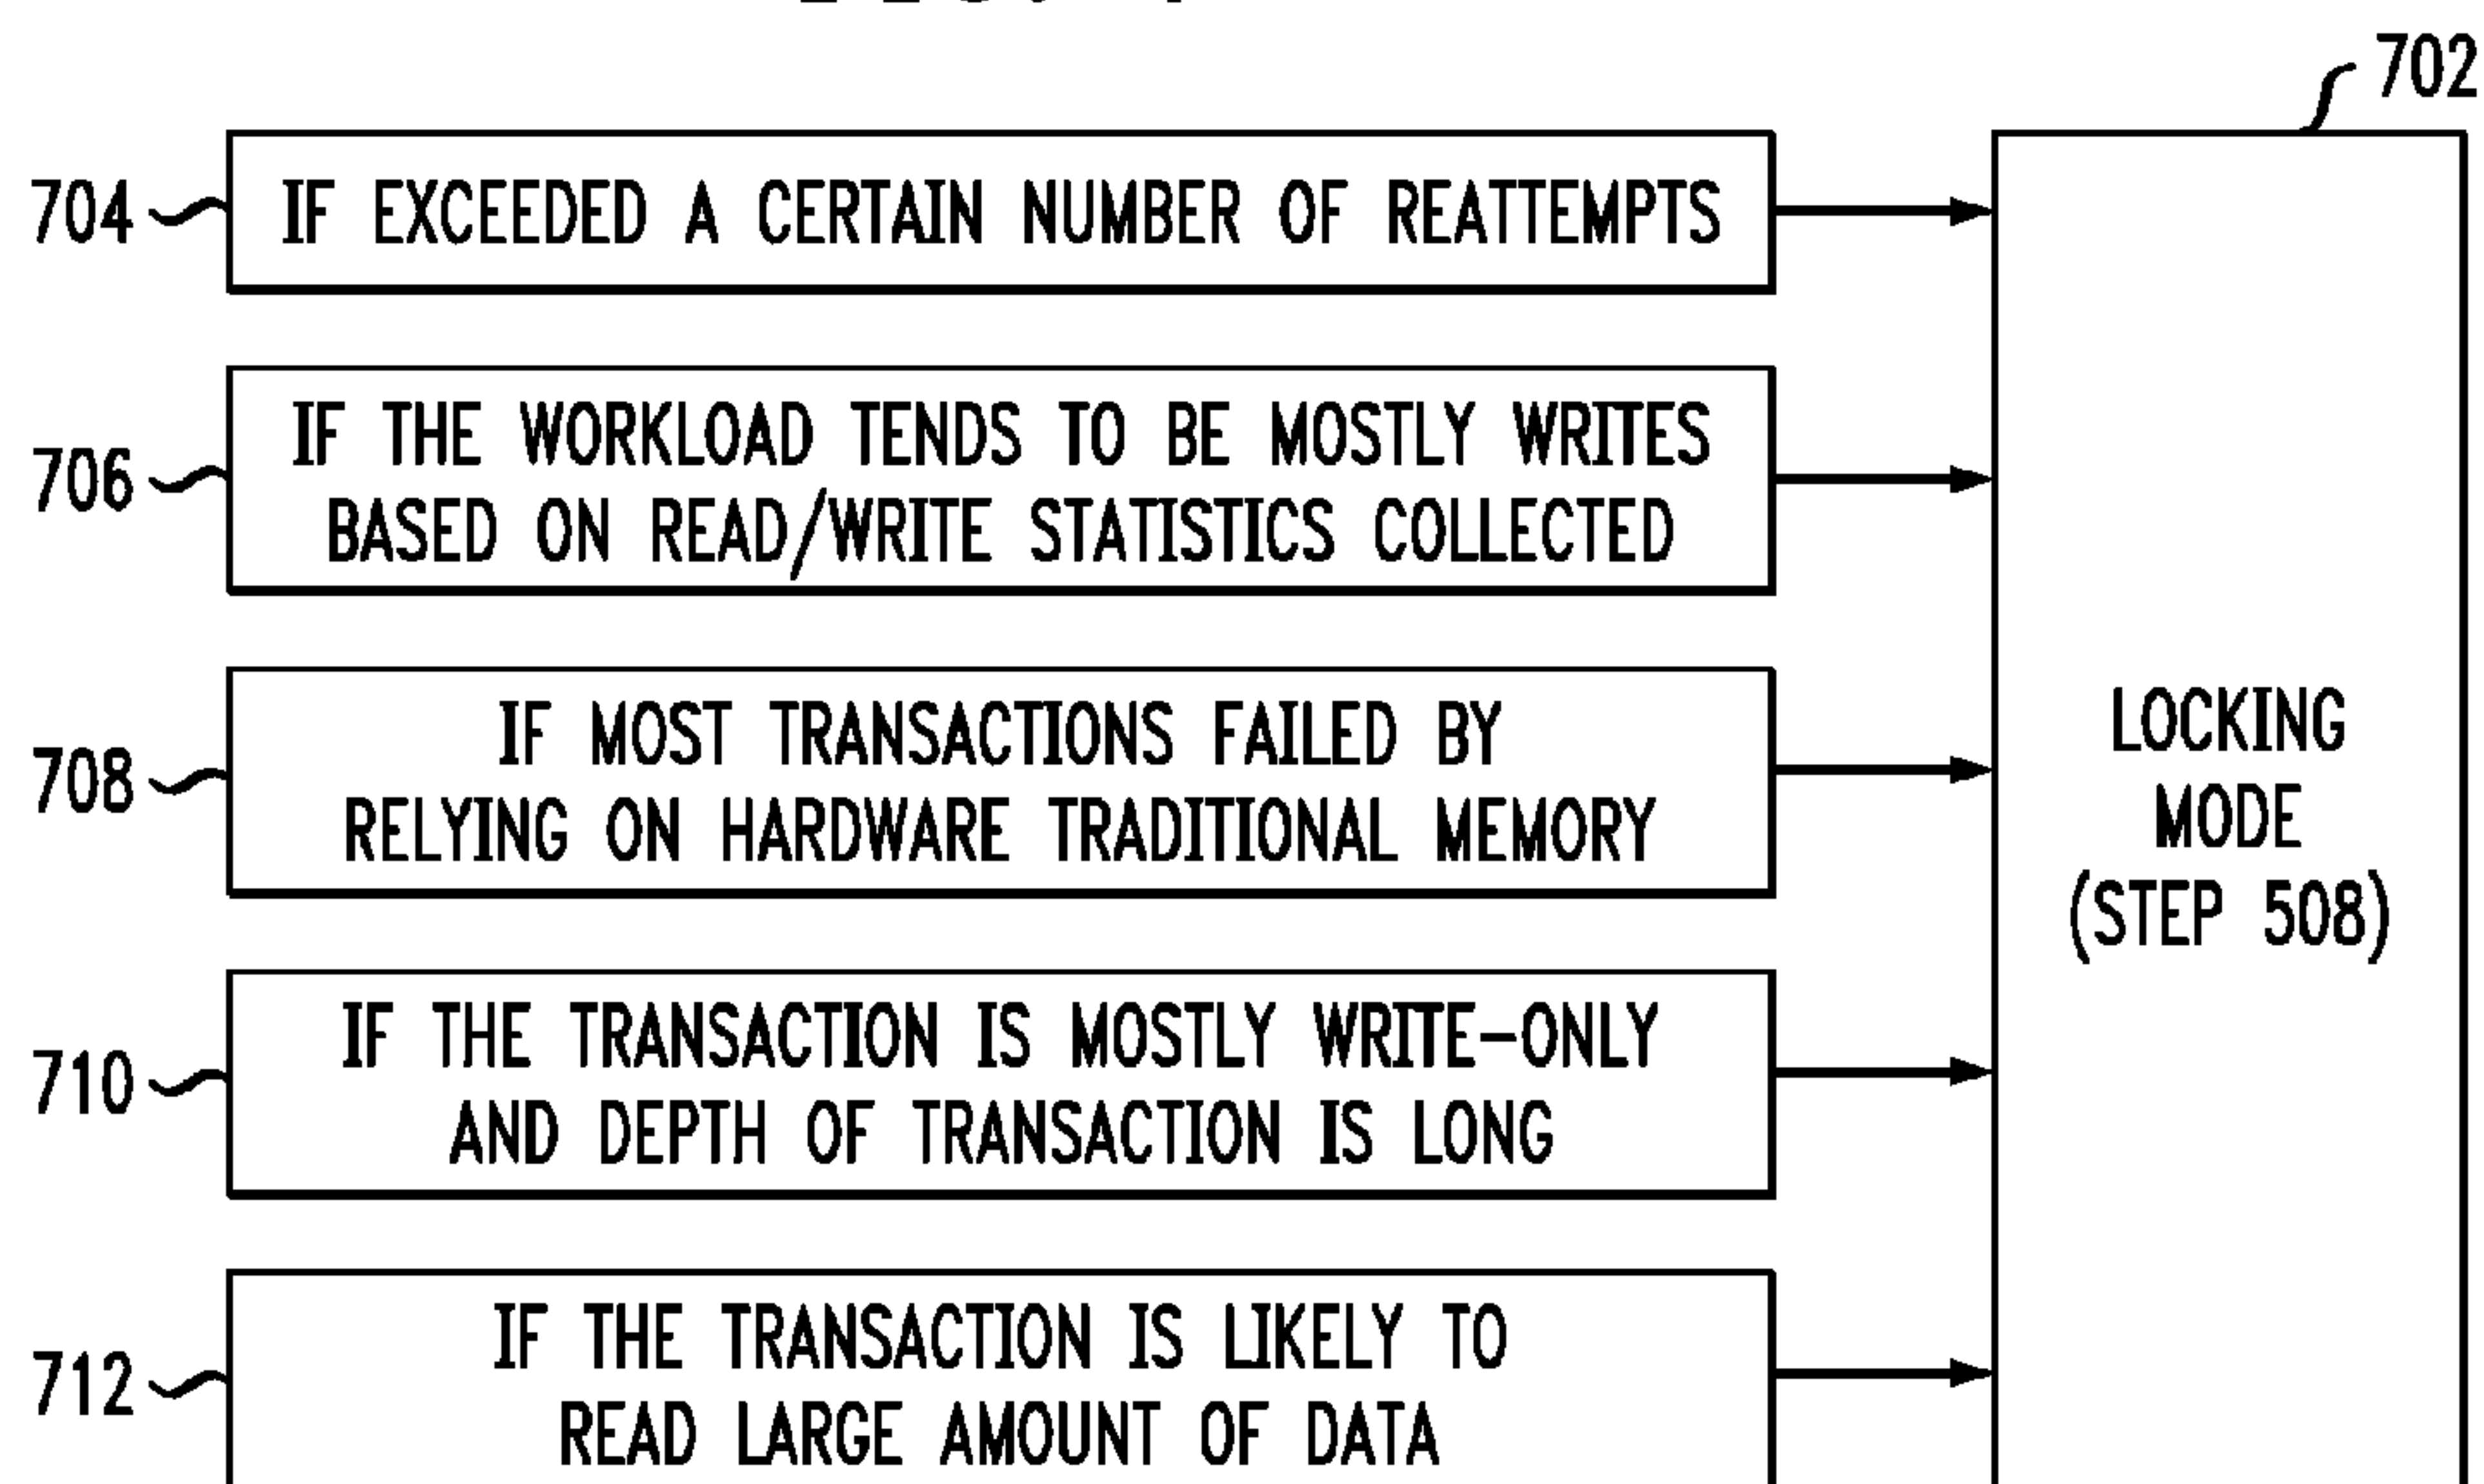 702
704
IF EXCEEDED A CERTAIN NUMBER OF REATTEMPTS
706
IF THE WORKLOAD TENDS TO BE MOSTLY WRITES
BASED ON READ/WRITE STATISTICS COLLECTED
708
IF MOST TRANSACTIONS FAILED BY
RELYING ON HARDWARE TRADITIONAL MEMORY
710
IF THE TRANSACTION IS MOSTLY WRITE-ONLY
AND DEPTH OF TRANSACTION IS LONG
712
IF THE TRANSACTION IS LIKELY TO
READ LARGE AMOUNT OF DATA
LOCKING
MODE
(STEP 508)